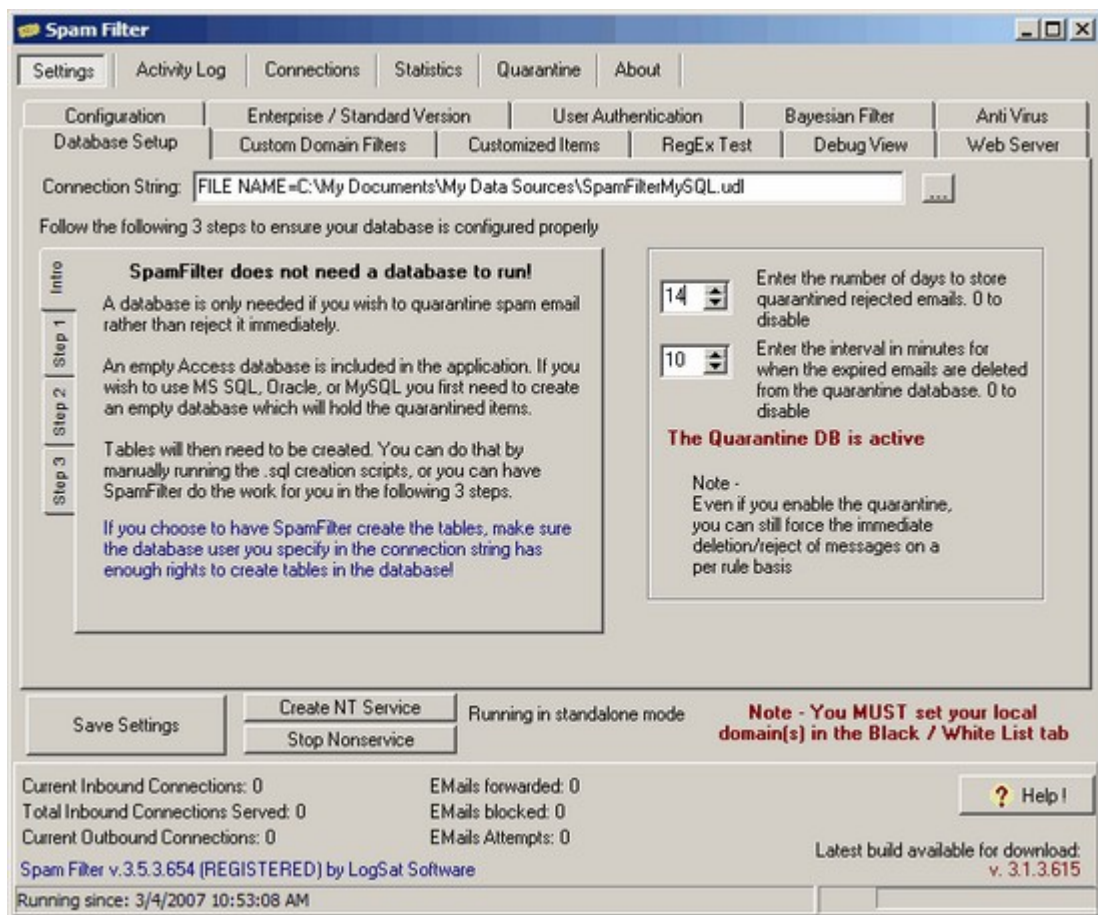 Spam Filter
Settings Activity Log Connections Statistics Quarantine About
Configuration Enterprise / Standard Version User Authentication Bayesian Filter Anti Virus
Database Setup Custom Domain Filters Customized Items RegEx Test Debug View Web Server
Connection String: FILE NAME=C:\My Documents\My Data Sources\SpamFilterMySQL.udl ...
Follow the following 3 steps to ensure your database is configured properly
Intro
Step 1
Step 2
Step 3
SpamFilter does not need a database to run!
A database is only needed if you wish to quarantine spam email
rather than reject it immediately.
An empty Access database is included in the application. If you
wish to use MS SQL, Oracle, or MySQL you first need to create
an empty database which will hold the quarantined items.
Tables will then need to be created. You can do that by
manually running the .sql creation scripts, or you can have
SpamFilter do the work for you in the following 3 steps.
If you choose to have SpamFilter create the tables, make sure
the database user you specify in the connection string has
enough rights to create tables in the database!
14
Enter the number of days to store
quarantined rejected emails. 0 to
disable
10
Enter the interval in minutes for
when the expired emails are deleted
from the quarantine database. 0 to
disable
The Quarantine DB is active
Note -
Even if you enable the quarantine,
you can still force the immediate
deletion/reject of messages on a
per rule basis
Save Settings
Create NT Service
Stop Nonservice
Running in standalone mode
Note - You MUST set your local
domain(s) in the Black / White List tab
Current Inbound Connections: 0
Total Inbound Connections Served: 0
Current Outbound Connections: 0
EMails forwarded: 0
EMails blocked: 0
EMails Attempts: 0
Help !
Spam Filter v.3.5.3.654 (REGISTERED) by LogSat Software
Latest build available for download:
v. 3.1.3.615
Running since: 3/4/2007 10:53:08 AM